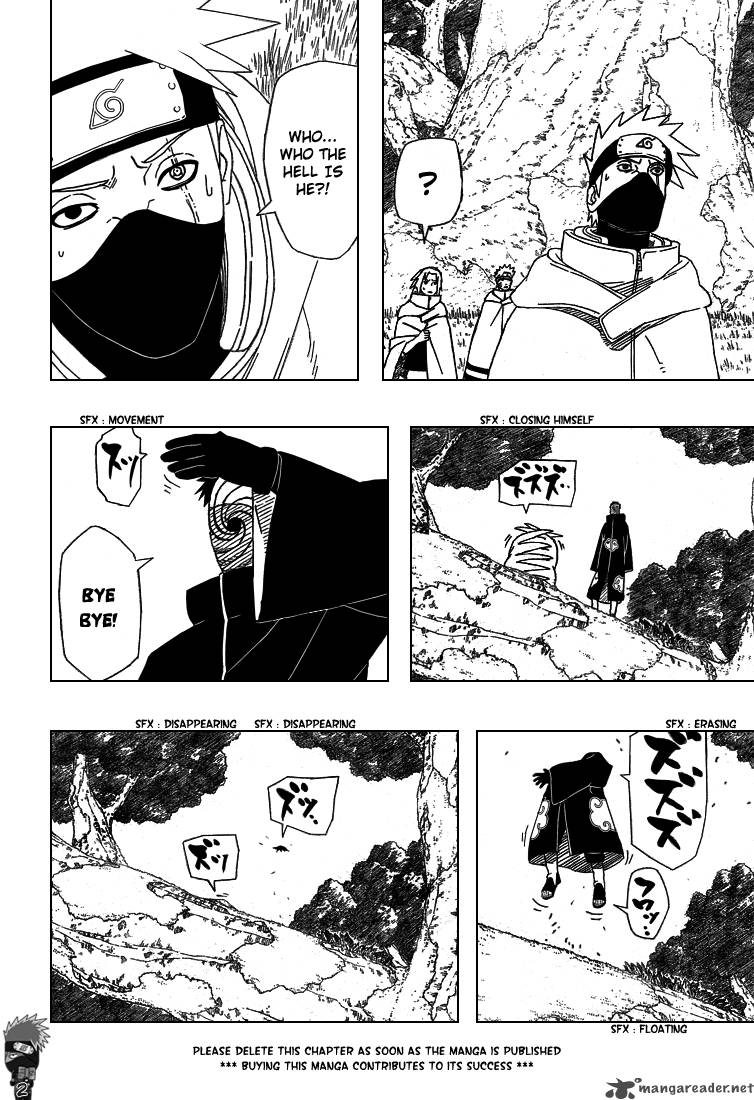 ?
WHO...
WHO THE
HELL IS
HE?!
SFX : CLOSING HIMSELF
ズズズ‥
SFX : MOVEMENT
スッ
BYE
BYE!
SFX : ERASING
ズズズ
フワッ
SFX : FLOATING
SFX : DISAPPEARING
SFX : DISAPPEARING
ズッ
ズッ
PLEASE DELETE THIS CHAPTER AS SOON AS THE MANGA IS PUBLISHED
*** BUYING THIS MANGA CONTRIBUTES TO ITS SUCCESS ***
2
mangareader.net